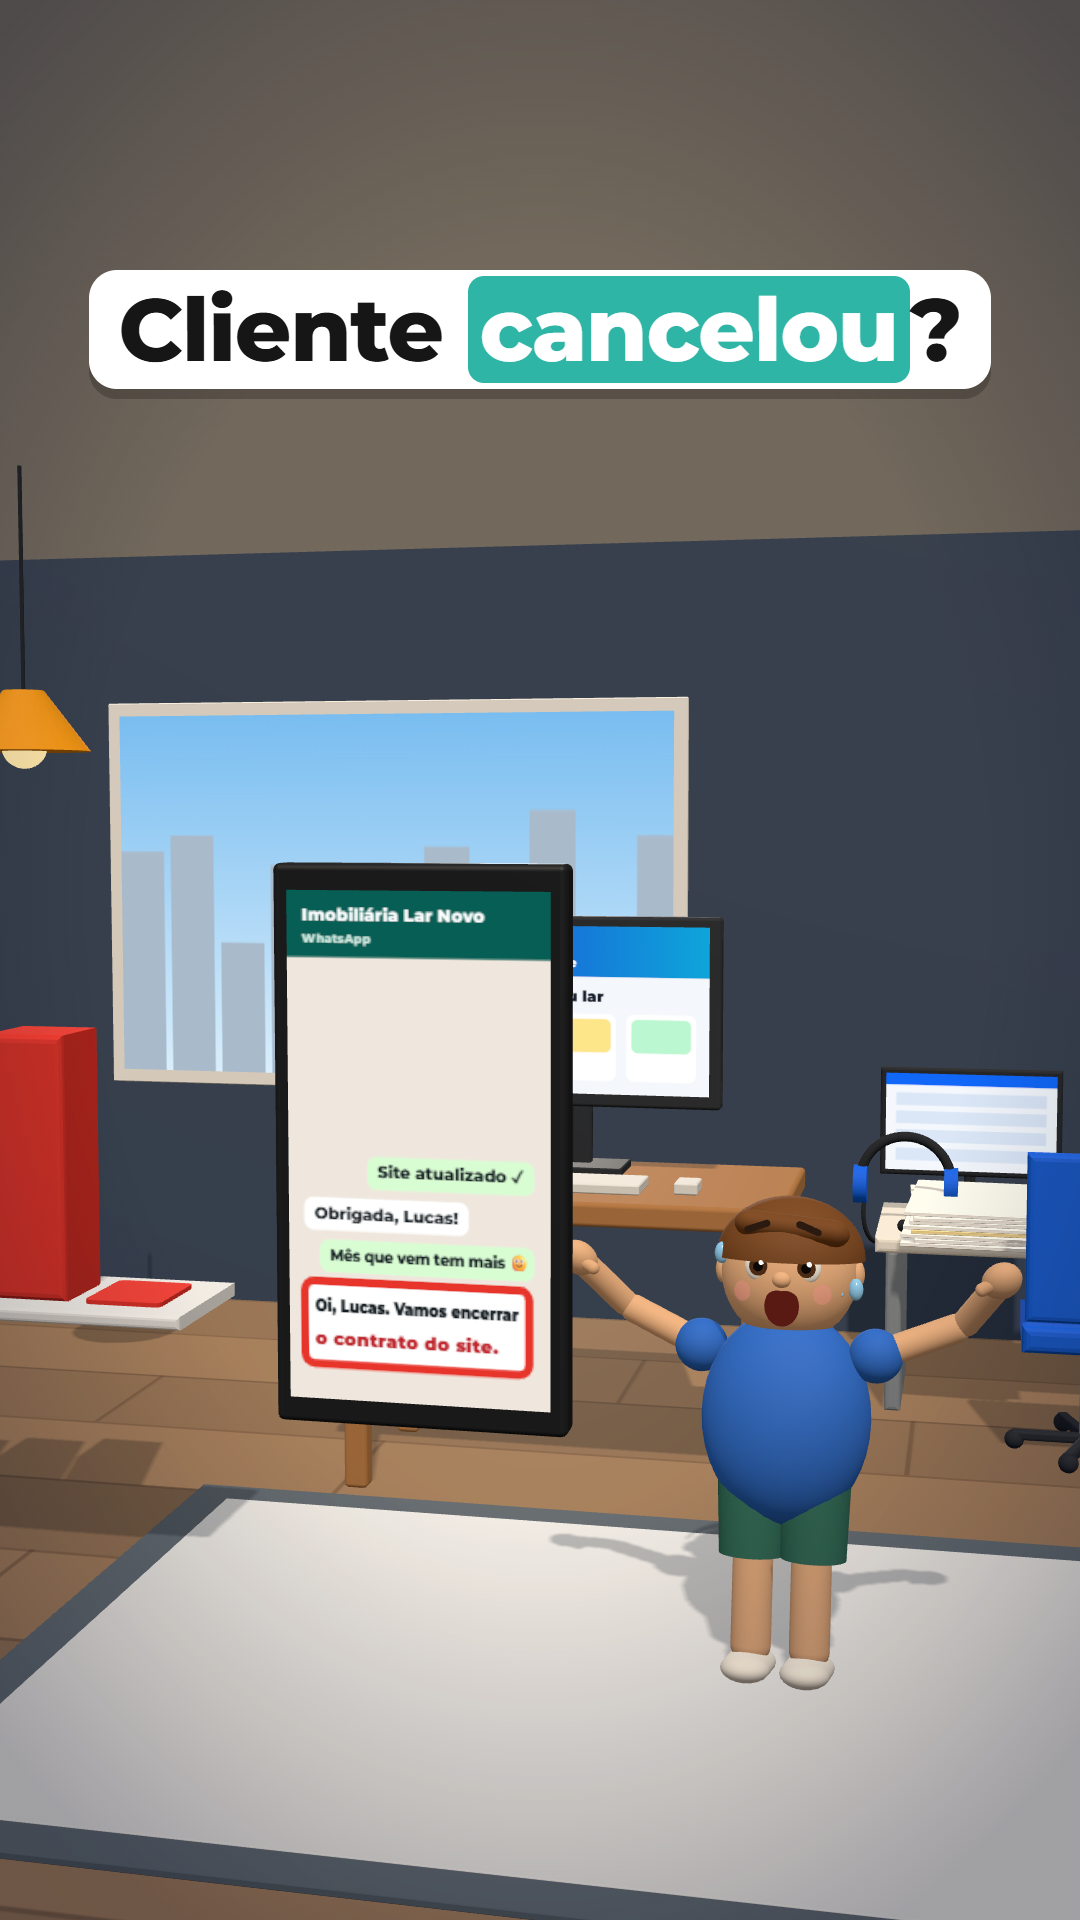 Cliente cancelou?
Imobiliária Lar Novo
WhatsApp
Site atualizado ✓
Obrigada, Lucas!
Mês que vem tem mais 😄
Oi, Lucas. Vamos encerrar
o contrato do site.
lar